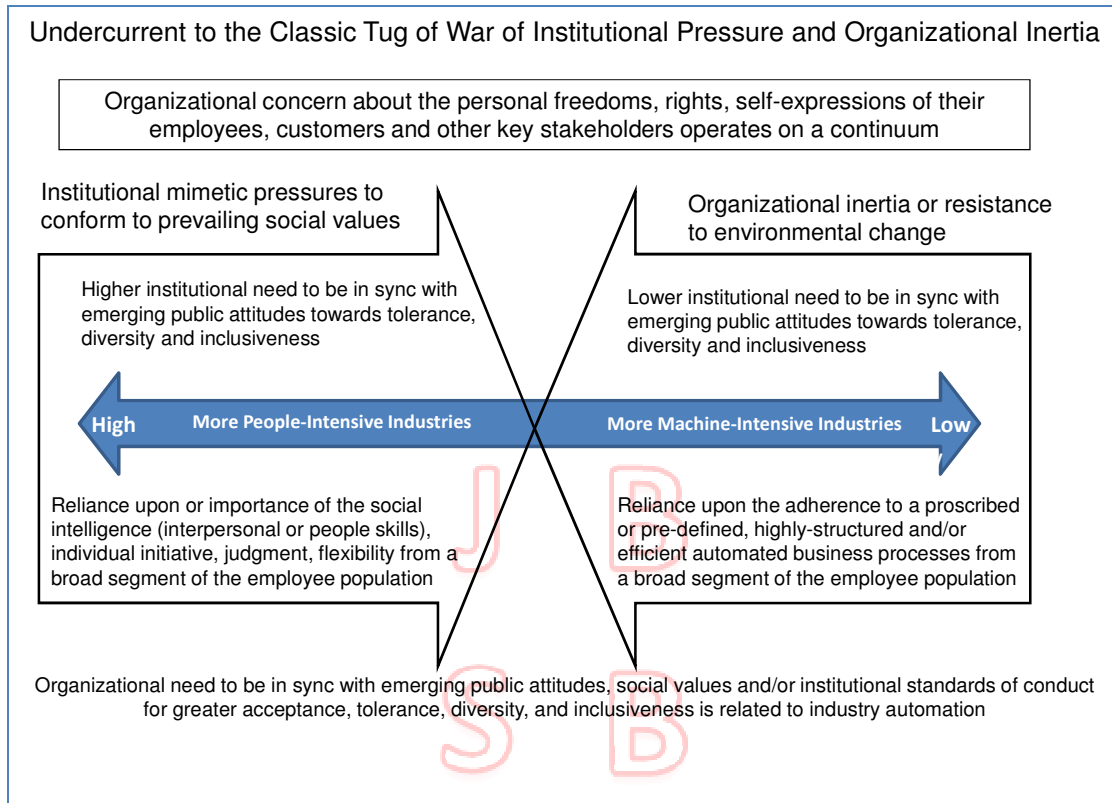 Undercurrent to the Classic Tug of War of Institutional Pressure and Organizational Inertia
Organizational concern about the personal freedoms, rights, self-expressions of their
employees, customers and other key stakeholders operates on a continuum
Institutional mimetic pressures to
conform to prevailing social values
Organizational inertia or resistance
to environmental change
Higher institutional need to be in sync with
emerging public attitudes towards tolerance,
diversity and inclusiveness
Lower institutional need to be in sync with
emerging public attitudes towards tolerance,
diversity and inclusiveness
High
More People-Intensive Industries
More Machine-Intensive Industries
Low
Reliance upon or importance of the social
intelligence (interpersonal or people skills),
individual initiative, judgment, flexibility from a
broad segment of the employee population
Reliance upon the adherence to a proscribed
or pre-defined, highly-structured and/or
efficient automated business processes from
a broad segment of the employee population
J B
S B
Organizational need to be in sync with emerging public attitudes, social values and/or institutional standards of conduct
for greater acceptance, tolerance, diversity, and inclusiveness is related to industry automation